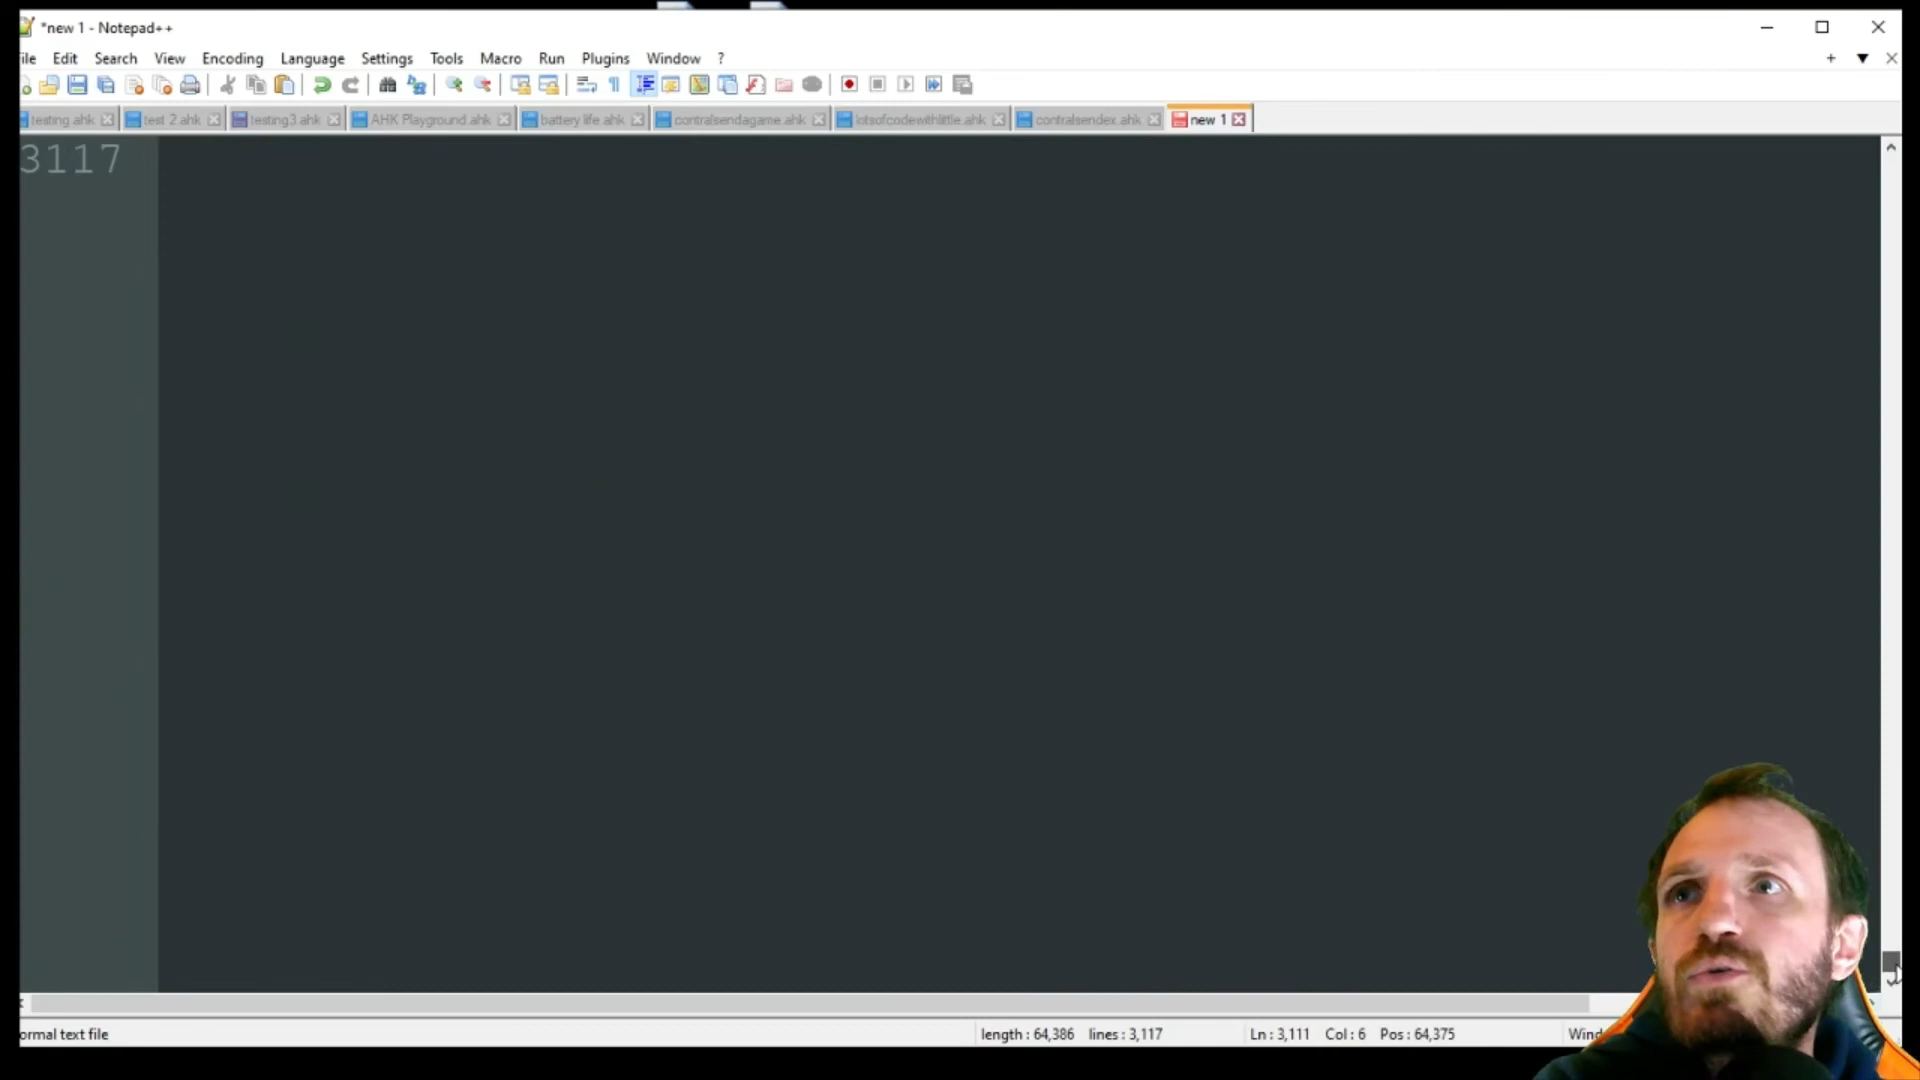 *new 1 - Notepad++
ile Edit Search View Encoding Language Settings Tools Macro Run Plugins Window ?
testing.ahk test 2.ahk testing3.ahk AHK Playground.ahk battery life.ahk contralsendagame.ahk lotsofcodewithlittle.ahk contralsendex.ahk new 1
3117
ormal text file length : 64,386 lines : 3,117 Ln : 3,111 Col : 6 Pos : 64,375 Wind